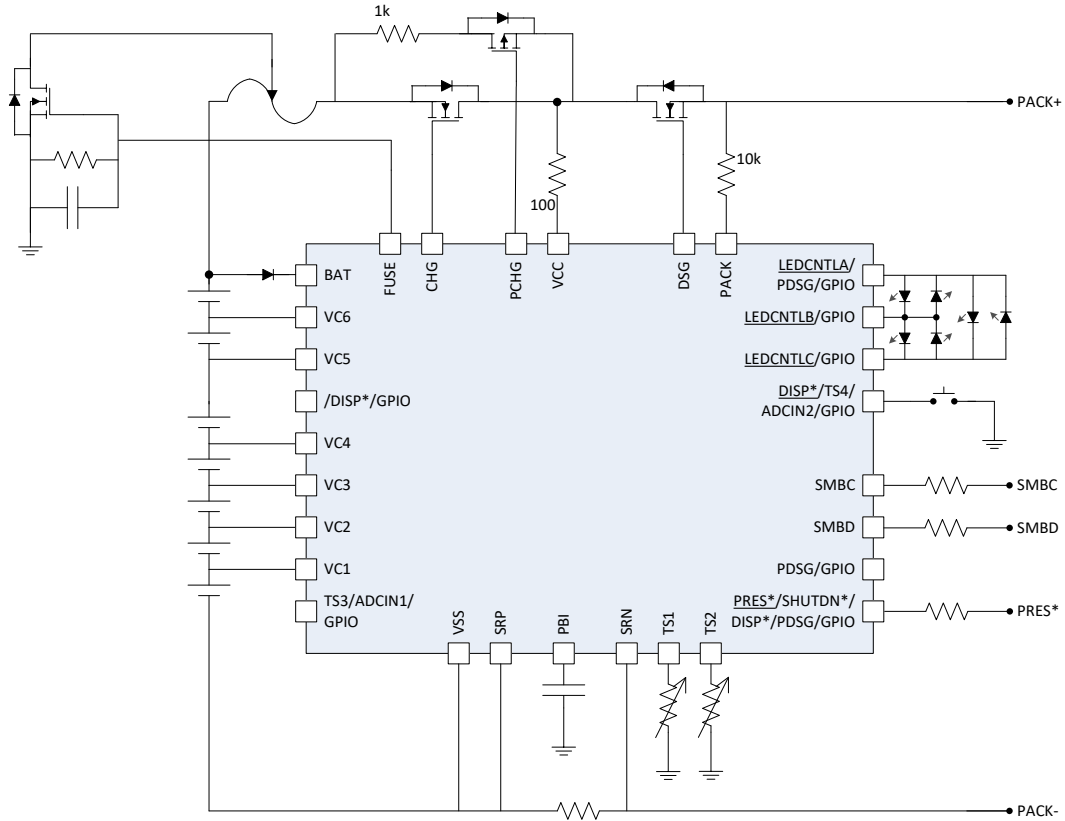 1k
PACK+
10k
100
FUSE
CHG
PCHG
VCC
DSG
PACK
BAT
VC6
VC5
/DISP*/GPIO
VC4
VC3
VC2
VC1
TS3/ADCIN1/
GPIO
LEDCNTLA/
PDSG/GPIO
LEDCNTLB/GPIO
LEDCNTLC/GPIO
DISP*/TS4/
ADCIN2/GPIO
SMBC
SMBC
SMBD
SMBD
PDSG/GPIO
PRES*/SHUTDN*/
DISP*/PDSG/GPIO
PRES*
VSS
SRP
PBI
SRN
TS1
TS2
PACK-